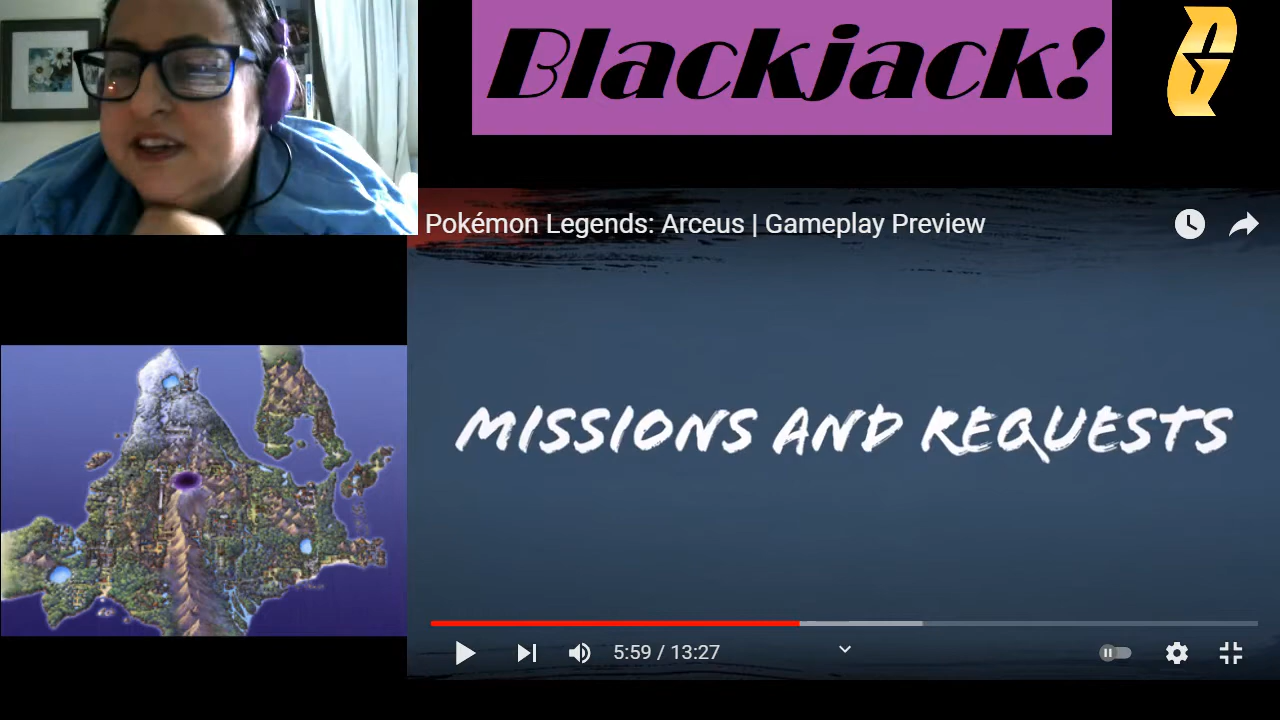 Blackjack!
Pokémon Legends: Arceus | Gameplay Preview
MISSIONS AND REQUESTS
5:59 / 13:27